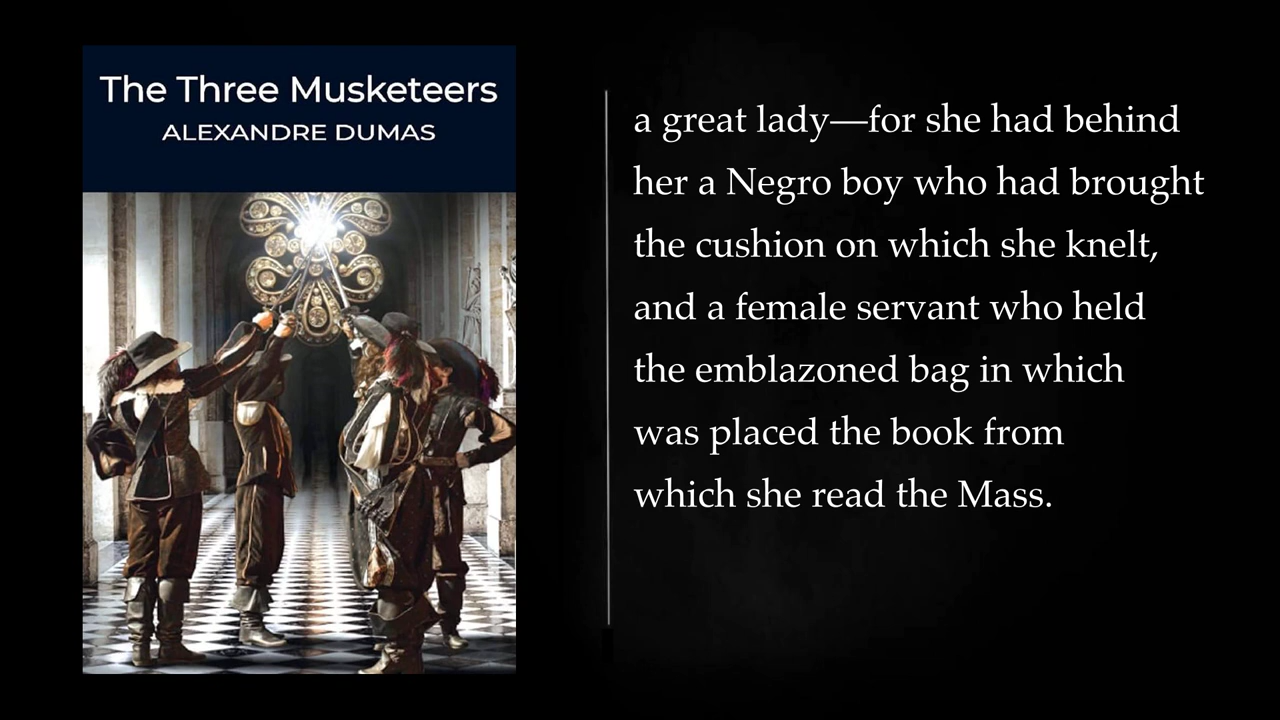 The Three Musketeers
ALEXANDRE DUMAS
a great lady—for she had behind
her a Negro boy who had brought
the cushion on which she knelt,
and a female servant who held
the emblazoned bag in which
was placed the book from
which she read the Mass.